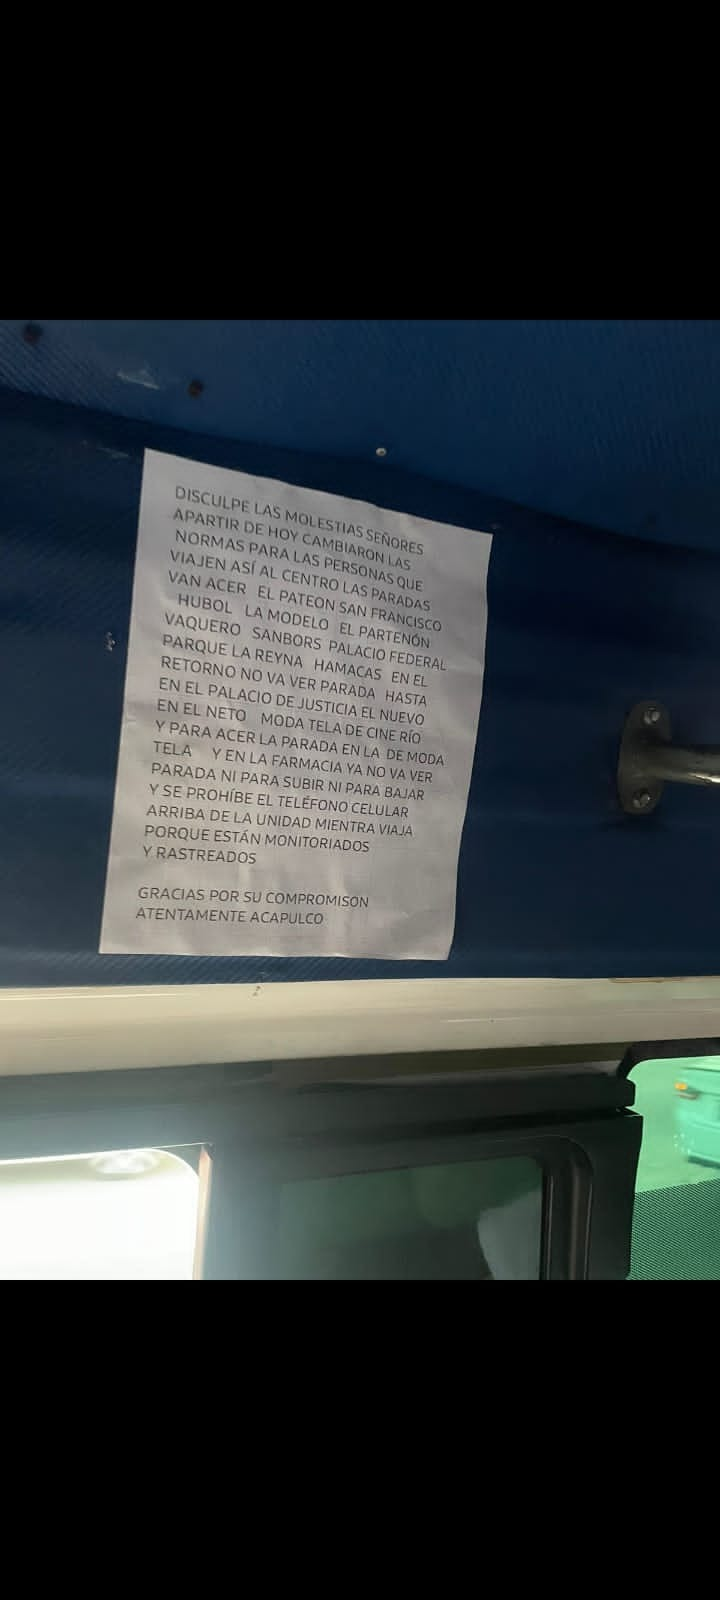 DISCULPE LAS MOLESTIAS SEÑORES
APARTIR DE HOY CAMBIARON LAS
NORMAS PARA LAS PERSONAS QUE
VIAJEN ASÍ AL CENTRO LAS PARADAS
VAN ACER EL PATEON SAN FRANCISCO
HUBOL LA MODELO EL PARTENÓN
VAQUERO SANBORS PALACIO FEDERAL
PARQUE LA REYNA HAMACAS EN EL
RETORNO NO VA VER PARADA HASTA
EN EL PALACIO DE JUSTICIA EL NUEVO
EN EL NETO MODA TELA DE CINE RÍO
Y PARA ACER LA PARADA EN LA DE MODA
TELA Y EN LA FARMACIA YA NO VA VER
PARADA NI PARA SUBIR NI PARA BAJAR
Y SE PROHÍBE EL TELÉFONO CELULAR
ARRIBA DE LA UNIDAD MIENTRA VIAJA
PORQUE ESTÁN MONITORIADOS
Y RASTREADOS
GRACIAS POR SU COMPROMISON
ATENTAMENTE ACAPULCO